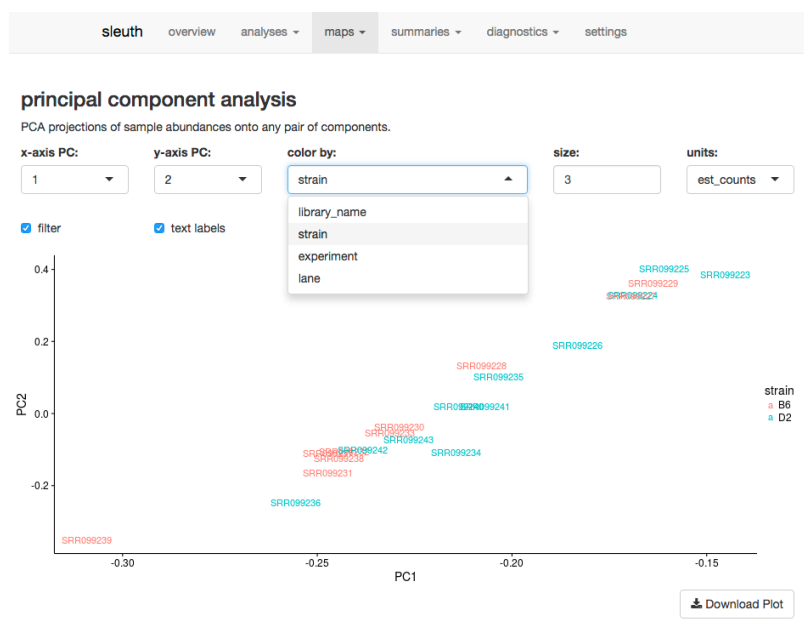 sleuth overview analyses maps summaries diagnostics settings
principal component analysis
PCA projections of sample abundances onto any pair of components.
x-axis PC: y-axis PC: color by: size: units:
1 2 strain 3 est_counts
library_name
filter text labels strain
experiment
lane
0.4
SRR099225
SRR099223
SRR099229
SRR099224
0.2
SRR099226
SRR099228
SRR099235
SRR099241
PC2
0.0
SRR099230
SRR099243
SRR099242
SRR099234
SRR099238
SRR099231
-0.2
SRR099236
SRR099239
strain
a B6
a D2
-0.30 -0.25 -0.20 -0.15
PC1
Download Plot